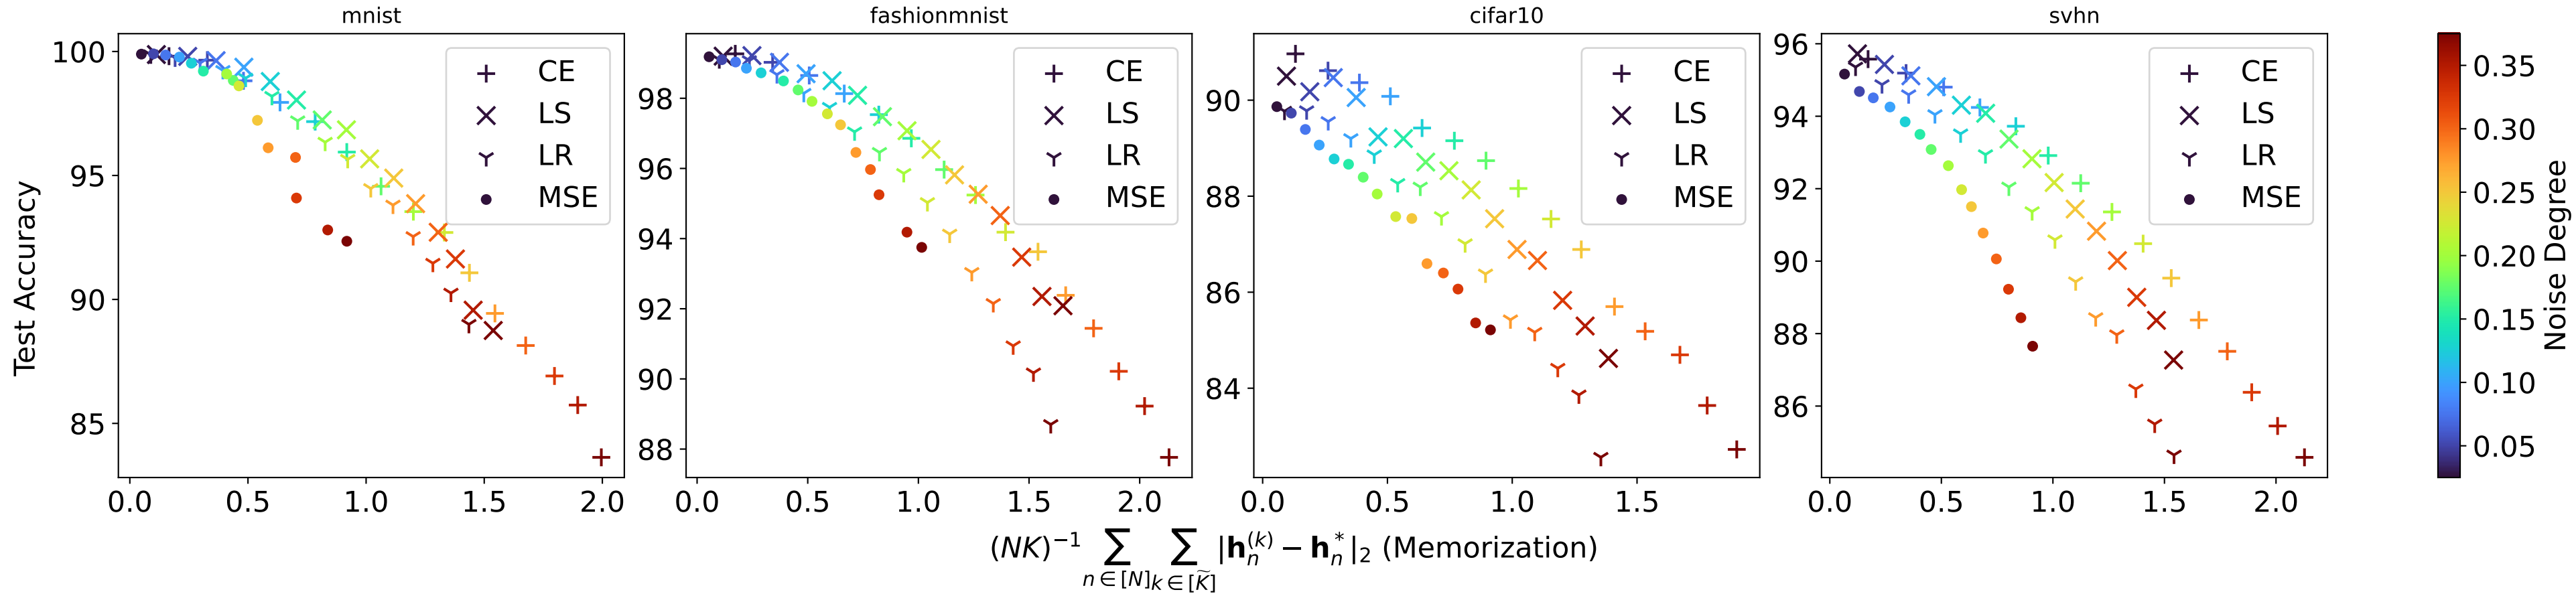 mnist
fashionmnist
cifar10
svhn
Test Accuracy
100
95
90
85
0.0 0.5 1.0 1.5 2.0
CE
LS
LR
MSE
98
96
94
92
90
88
0.0 0.5 1.0 1.5 2.0
CE
LS
LR
MSE
90
88
86
84
0.0 0.5 1.0 1.5
CE
LS
LR
MSE
96
94
92
90
88
86
0.0 0.5 1.0 1.5 2.0
CE
LS
LR
MSE
0.35
0.30
0.25
0.20
0.15
0.10
0.05
Noise Degree
(NK)⁻¹ ∑_{n∈[N]} ∑_{k∈[K̃]} |h_n^{(k)} − h_n^*|₂ (Memorization)